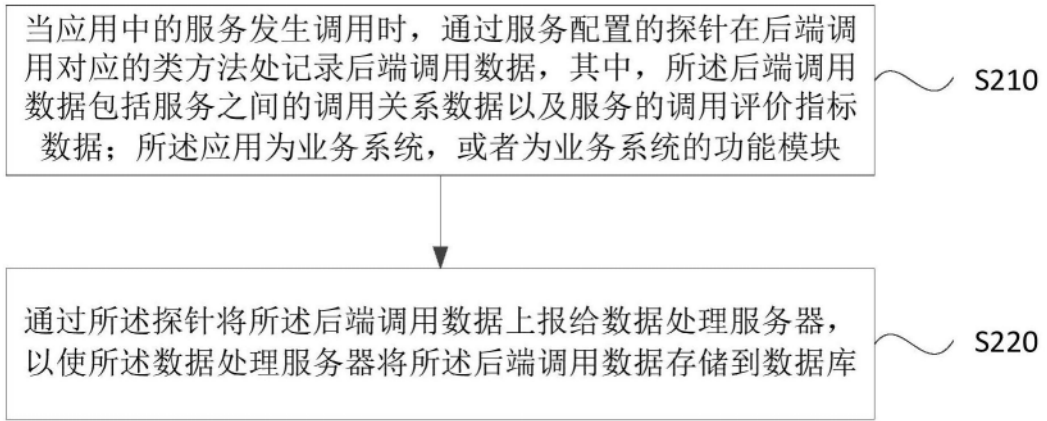 当应用中的服务发生调用时，通过服务配置的探针在后端调
用对应的类方法处记录后端调用数据，其中，所述后端调用
数据包括服务之间的调用关系数据以及服务的调用评价指标
数据；所述应用为业务系统，或者为业务系统的功能模块
S210
通过所述探针将所述后端调用数据上报给数据处理服务器，
以使所述数据处理服务器将所述后端调用数据存储到数据库
S220